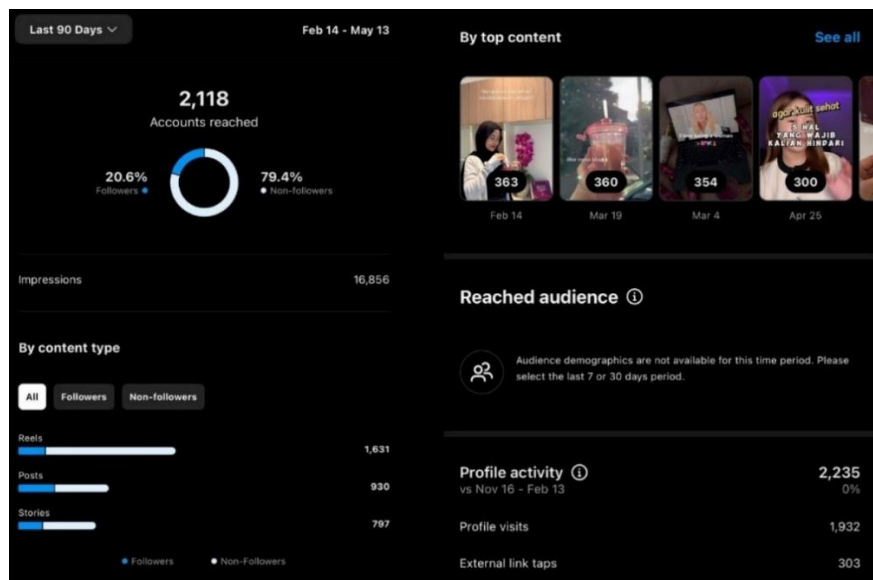 Last 90 Days
Feb 14 - May 13
2,118
Accounts reached
20.6%
Followers
79.4%
Non-followers
Impressions
16,856
By content type
All
Followers
Non-followers
Reels
1,631
Posts
930
Stories
797
Followers
Non-Followers
By top content
See all
363
Feb 14
360
Mar 19
354
Mar 4
agar kulit sehat
5 HAL
YANG WAJIB
KALIAN HINDARI
300
Apr 25
Reached audience
Audience demographics are not available for this time period. Please
select the last 7 or 30 days period.
Profile activity
2,235
vs Nov 16 - Feb 13
0%
Profile visits
1,932
External link taps
303